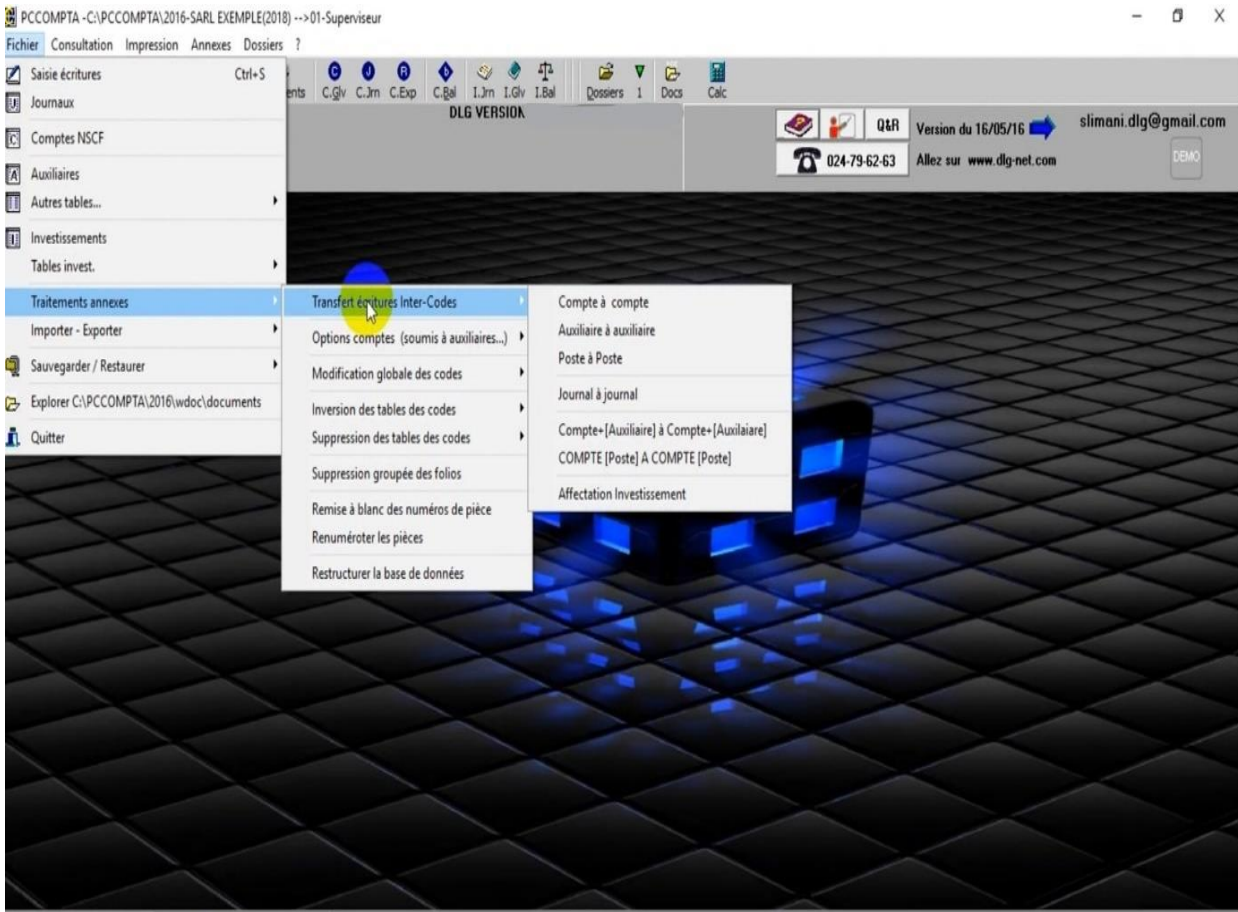 PCCOMPTA -C:\PCCOMPTA\2016-SARL EXEMPLE(2018) -->01-Superviseur
Fichier Consultation Impression Annexes Dossiers ?
Saisie écritures Ctrl+S
Journaux
Comptes NSCF
Auxiliaires
Autres tables...
Investissements
Tables invest.
Traitements annexes
Importer - Exporter
Sauvegarder / Restaurer
Explorer C:\PCCOMPTA\2016\wdoc\documents
Quitter
ents C.Glv C.Jrn C.Exp C.Bal I.Jrn I.Glv I.Bal Dossiers 1 Docs Calc
DLG VERSION
Q&R
Version du 16/05/16
slimani.dlg@gmail.com
024-79-62-63
Allez sur www.dlg-net.com
DEMO
Transfert écritures Inter-Codes
Options comptes (soumis à auxiliaires...)
Modification globale des codes
Inversion des tables des codes
Suppression des tables des codes
Suppression groupée des folios
Remise à blanc des numéros de pièce
Renuméroter les pièces
Restructurer la base de données
Compte à compte
Auxiliaire à auxiliaire
Poste à Poste
Journal à journal
Compte+[Auxiliaire] à Compte+[Auxilaiare]
COMPTE [Poste] A COMPTE [Poste]
Affectation Investissement